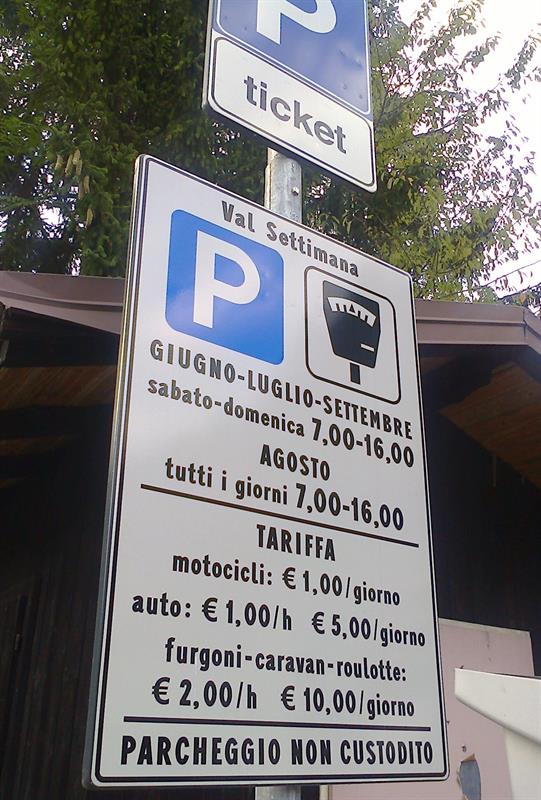 P
ticket
Val Settimana
P
GIUGNO-LUGLIO-SETTEMBRE
sabato-domenica 7,00-16,00
AGOSTO
tutti i giorni 7,00-16,00
TARIFFA
motocicli: € 1,00/giorno
auto: € 1,00/h € 5,00/giorno
furgoni-caravan-roulotte:
€ 2,00/h € 10,00/giorno
PARCHEGGIO NON CUSTODITO